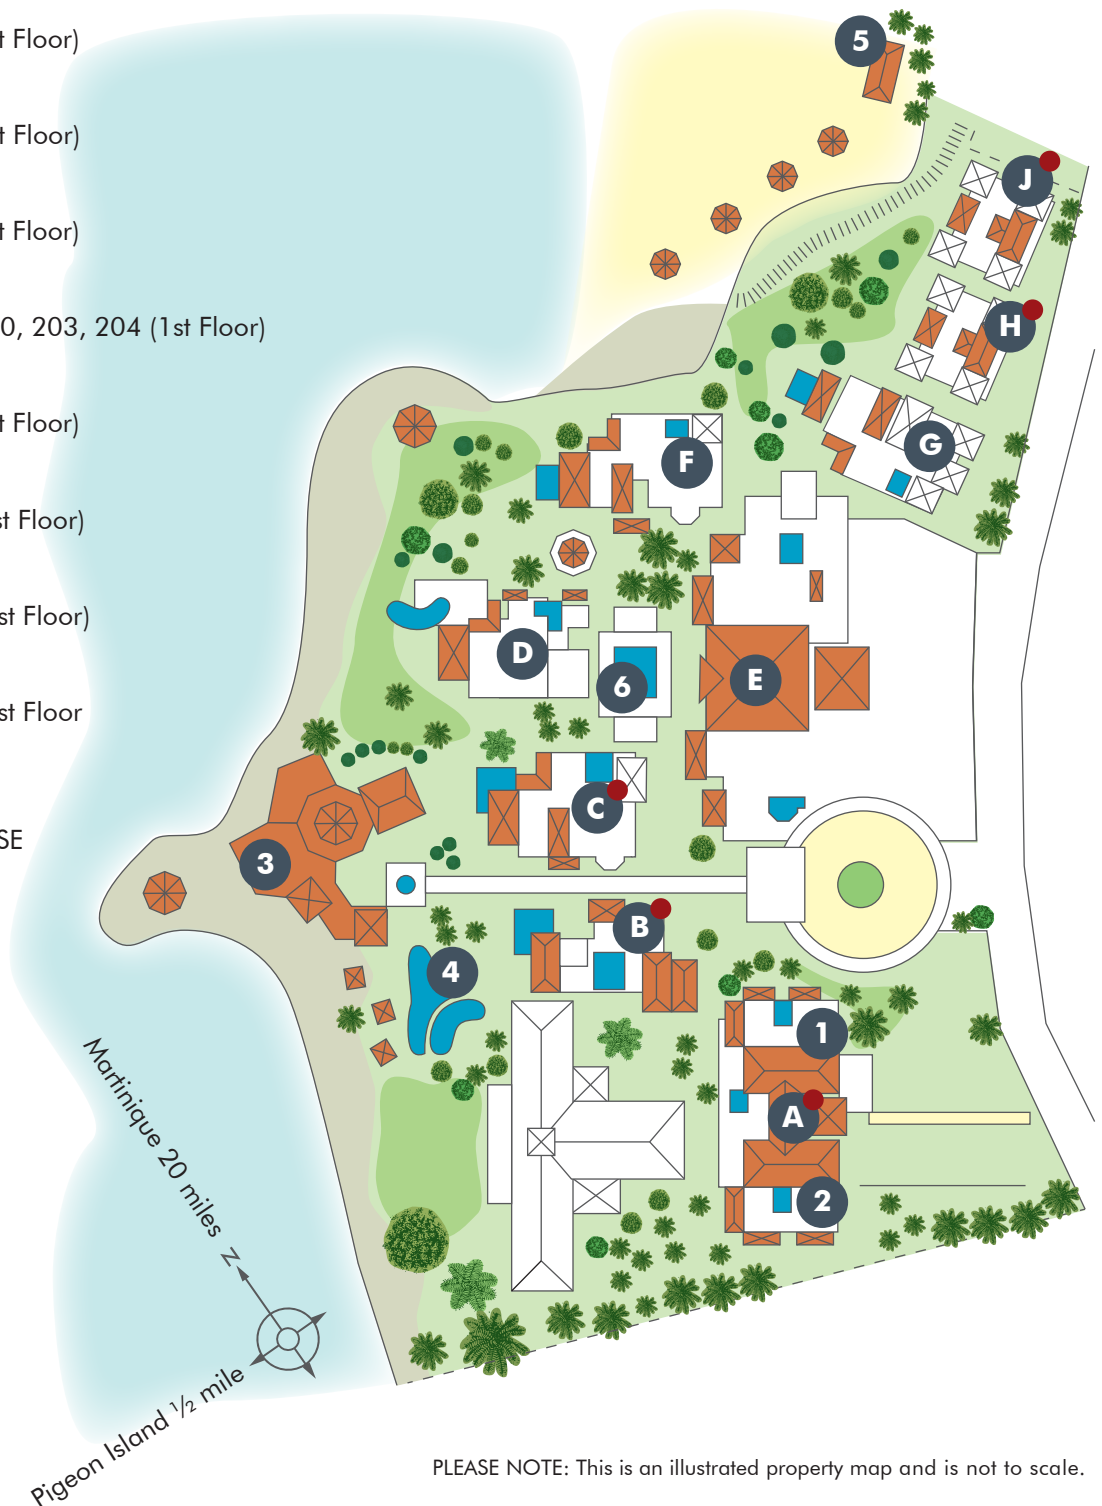 t Floor)
5
t Floor)
J
t Floor)
0, 203, 204 (1st Floor)
H
t Floor)
G
F
st Floor)
st Floor)
D
E
6
st Floor
C
SE
3
B
4
1
A
2
Martinique 20 miles
N
Pigeon Island ½ mile
PLEASE NOTE: This is an illustrated property map and is not to scale.